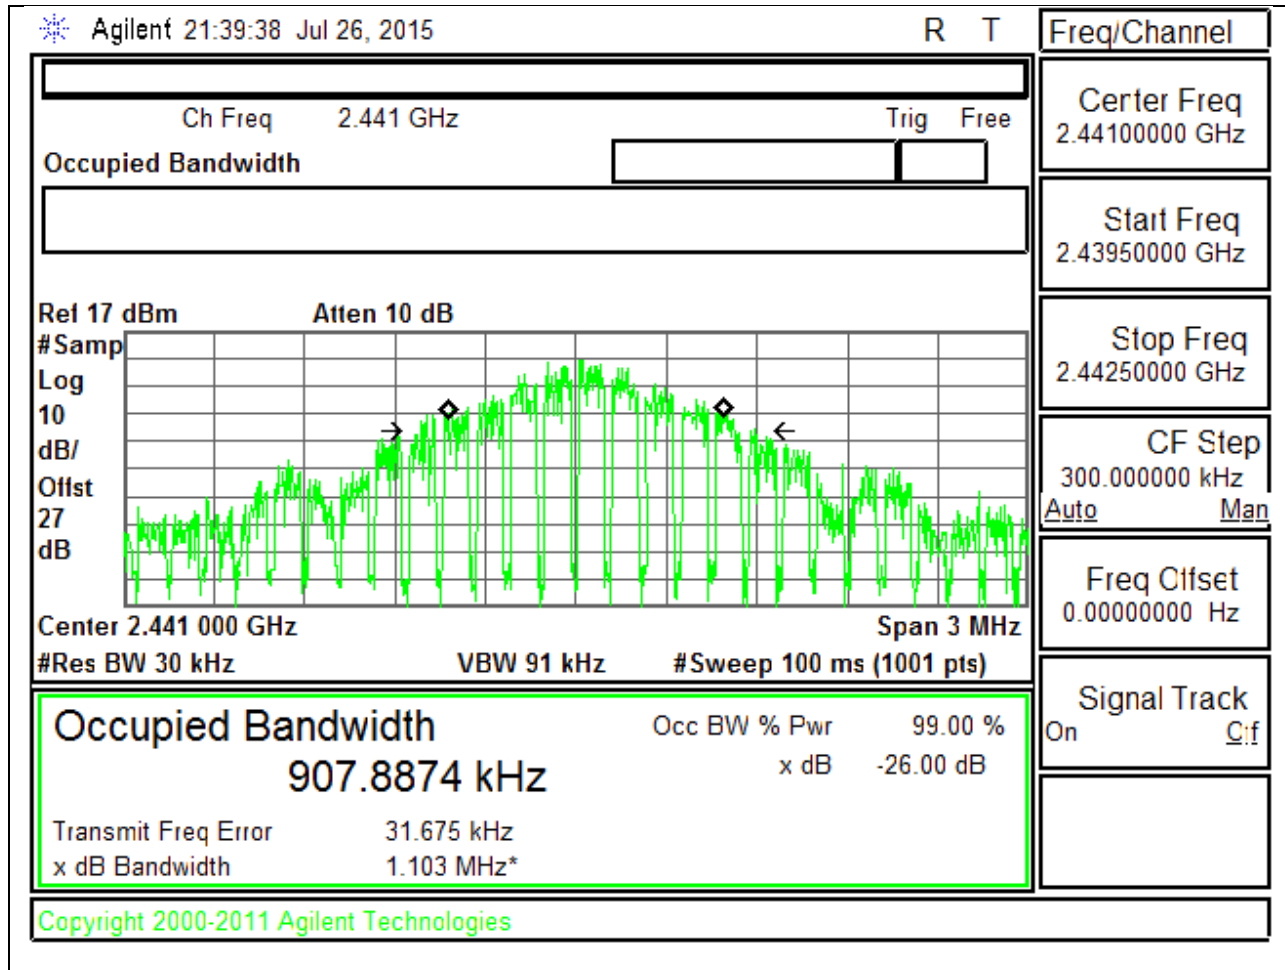 Agilent 21:39:38 Jul 26, 2015 R T
Freq/Channel
Ch Freq 2.441 GHz Trig Free
Occupied Bandwidth
Center Freq
2.44100000 GHz
Start Freq
2.43950000 GHz
Stop Freq
2.44250000 GHz
CF Step
300.000000 kHz
Auto Man
Freq Offset
0.00000000 Hz
Signal Track
On Off
Ref 17 dBm Atten 10 dB
#Samp
Log
10
dB/
Offst
27
dB
Center 2.441 000 GHz Span 3 MHz
#Res BW 30 kHz VBW 91 kHz #Sweep 100 ms (1001 pts)
Occupied Bandwidth Occ BW % Pwr 99.00 %
907.8874 kHz x dB -26.00 dB
Transmit Freq Error 31.675 kHz
x dB Bandwidth 1.103 MHz*
Copyright 2000-2011 Agilent Technologies